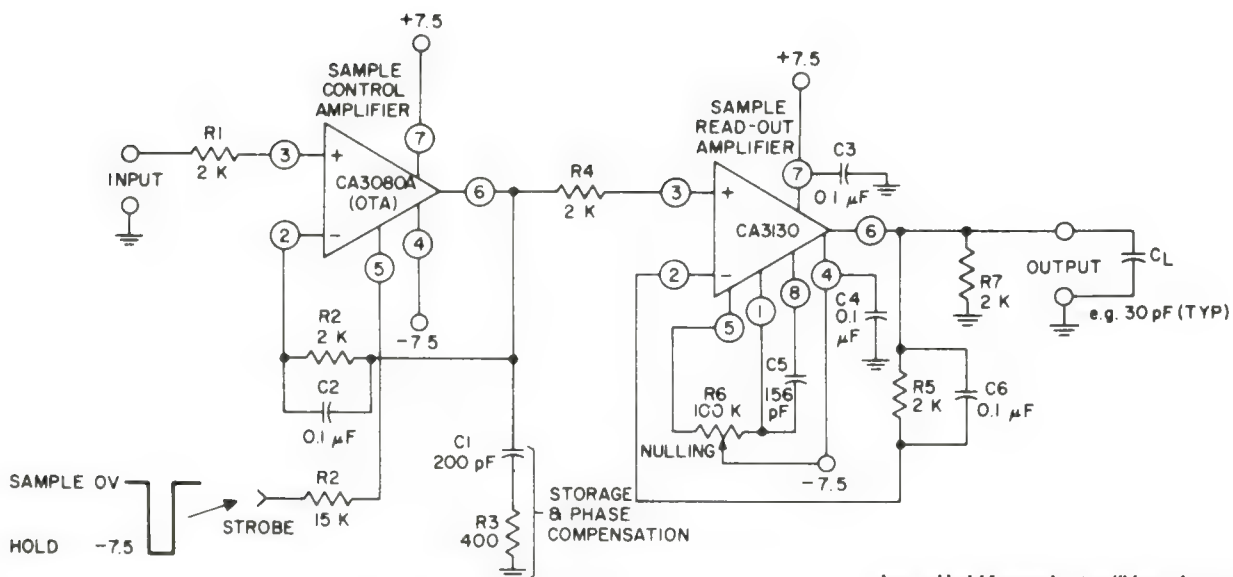 +7.5
SAMPLE
CONTROL
AMPLIFIER
7
R1
2 K
3
+
INPUT
CA3080A
(OTA)
6
2
-
5
4
-7.5
R2
2 K
C2
0.1 µF
SAMPLE 0V
HOLD -7.5
STROBE
R2
15 K
C1
200 pF
R3
400
STORAGE
& PHASE
COMPENSATION
R4
2 K
+7.5
SAMPLE
READ-OUT
AMPLIFIER
7
C3
0.1 µF
3
+
CA3130
6
2
-
5
1
8
4
C4
0.1
µF
R6
100 K
C5
156
pF
NULLING
-7.5
R7
2 K
OUTPUT
CL
e.g. 30 pF (TYP)
R5
2 K
C6
0.1 µF